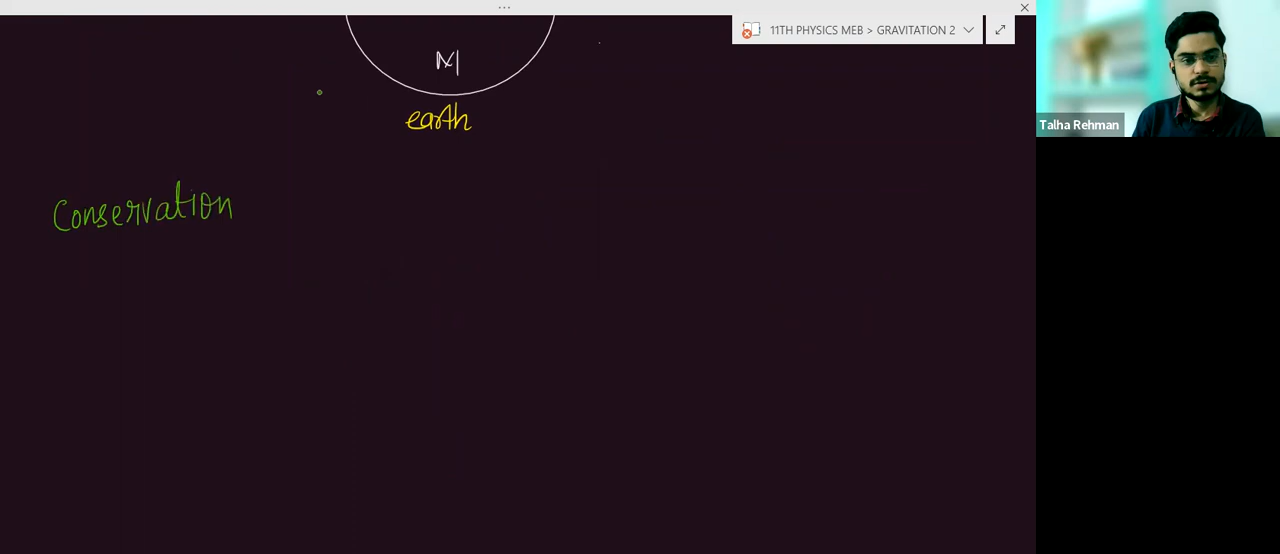 11TH PHYSICS MEB > GRAVITATION 2
M
earth
Talha Rehman
Conservation